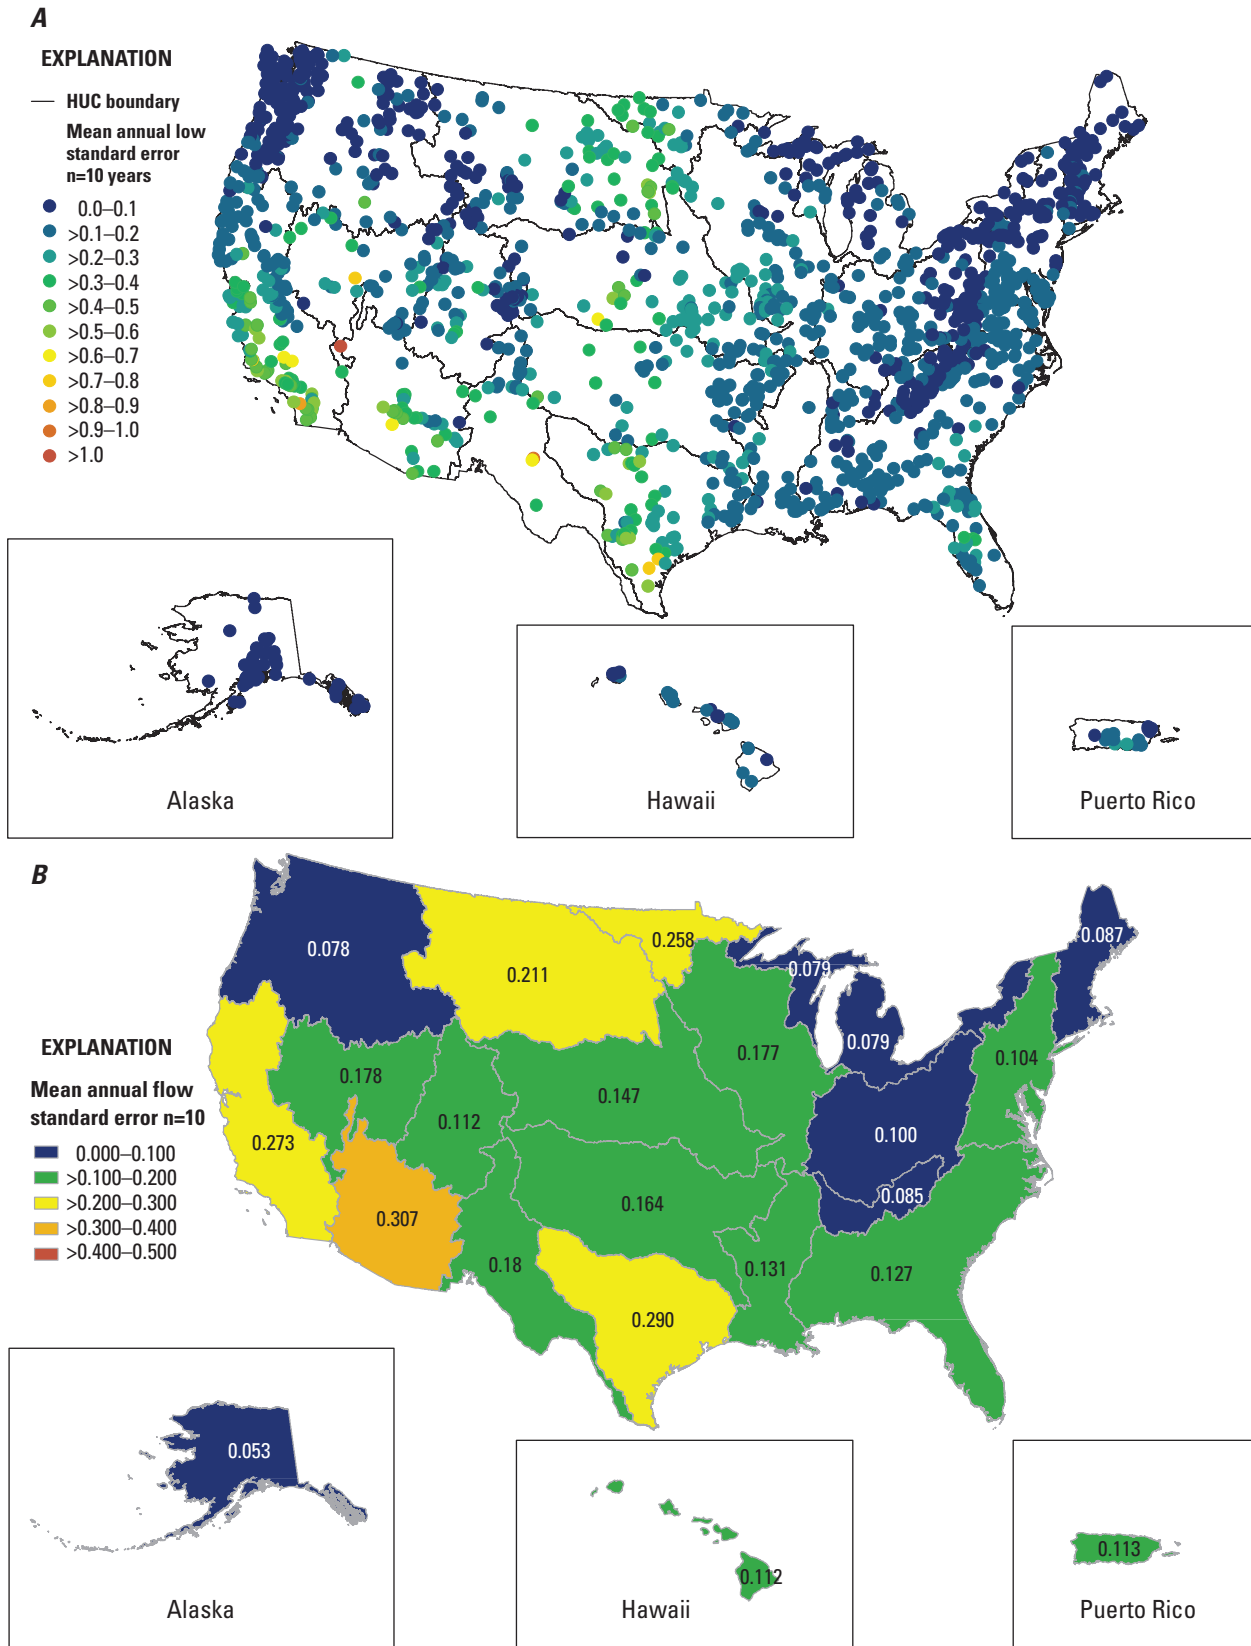 A
EXPLANATION
HUC boundary
Mean annual low
standard error
n=10 years
0.0–0.1
>0.1–0.2
>0.2–0.3
>0.3–0.4
>0.4–0.5
>0.5–0.6
>0.6–0.7
>0.7–0.8
>0.8–0.9
>0.9–1.0
>1.0
Alaska
Hawaii
Puerto Rico
B
0.078
0.211
0.258
0.079
0.087
0.079
0.104
EXPLANATION
Mean annual flow
standard error n=10
0.000–0.100
>0.100–0.200
>0.200–0.300
>0.300–0.400
>0.400–0.500
0.178
0.177
0.147
0.112
0.273
0.100
0.164
0.085
0.307
0.18
0.131
0.127
0.290
0.053
Alaska
0.112
Hawaii
0.113
Puerto Rico